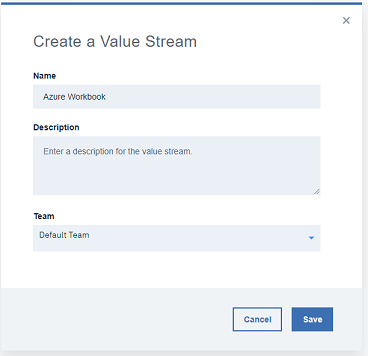 Create a Value Stream
Name
Azure Workbook
Description
Enter a description for the value stream.
Team
Default Team
Cancel
Save